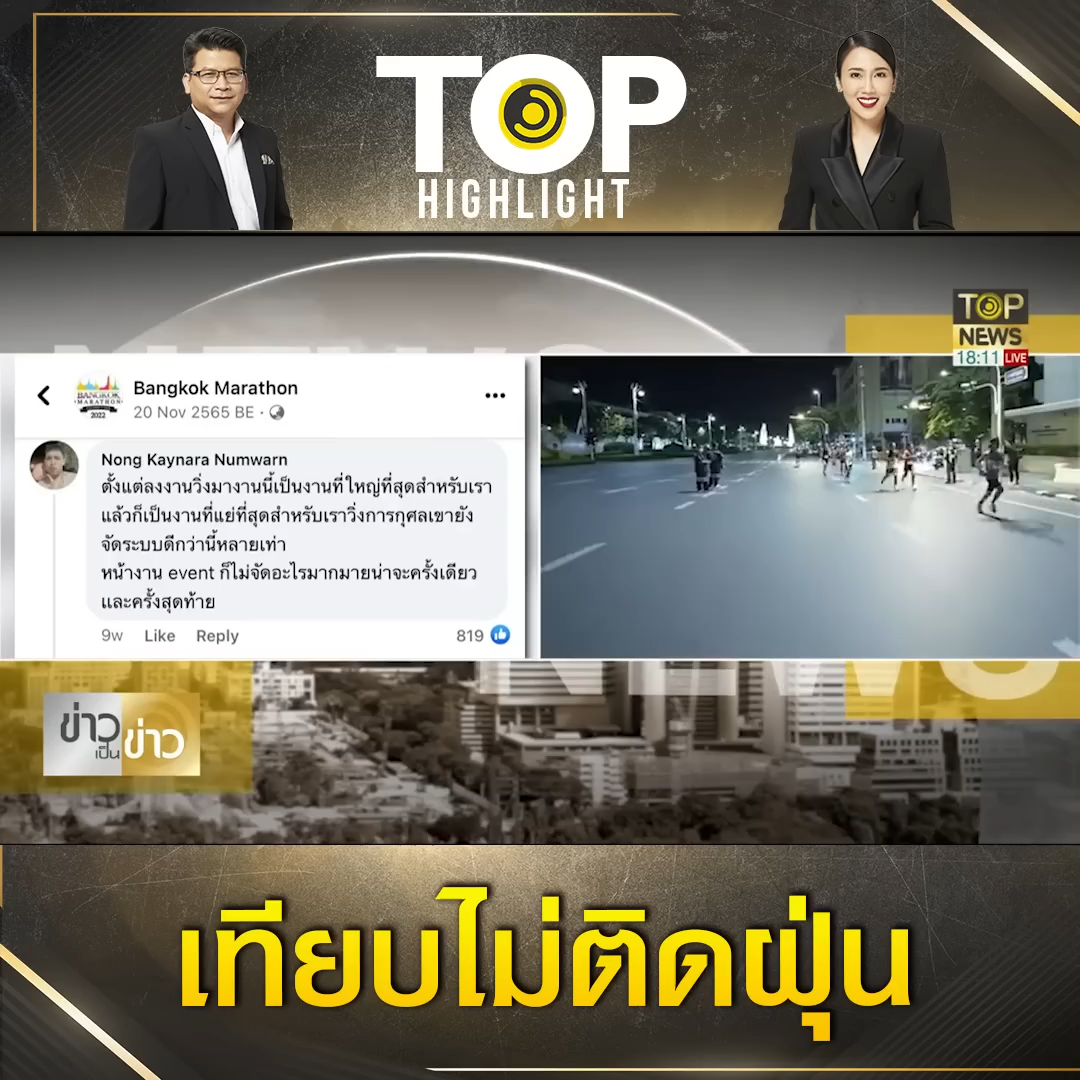 TOP
HIGHLIGHT
NEWS
TOP
NEWS
18:11 LIVE
Bangkok Marathon
20 Nov 2565 BE ·
BANGKOK
MARATHON
2022
Nong Kaynara Numwarn
ตั้งแต่ลงงานวิ่งมางานนี้เป็นงานที่ใหญ่ที่สุดสำหรับเรา
แล้วก็เป็นงานที่แย่ที่สุดสำหรับเราวิ่งการกุศลเขายัง
จัดระบบดีกว่านี้หลายเท่า
หน้างาน event ก็ไม่จัดอะไรมากมายน่าจะครั้งเดียว
และครั้งสุดท้าย
9w Like Reply 819
NEWS
ข่าว
เป็น
ข่าว
เทียบไม่ติดฝุ่น